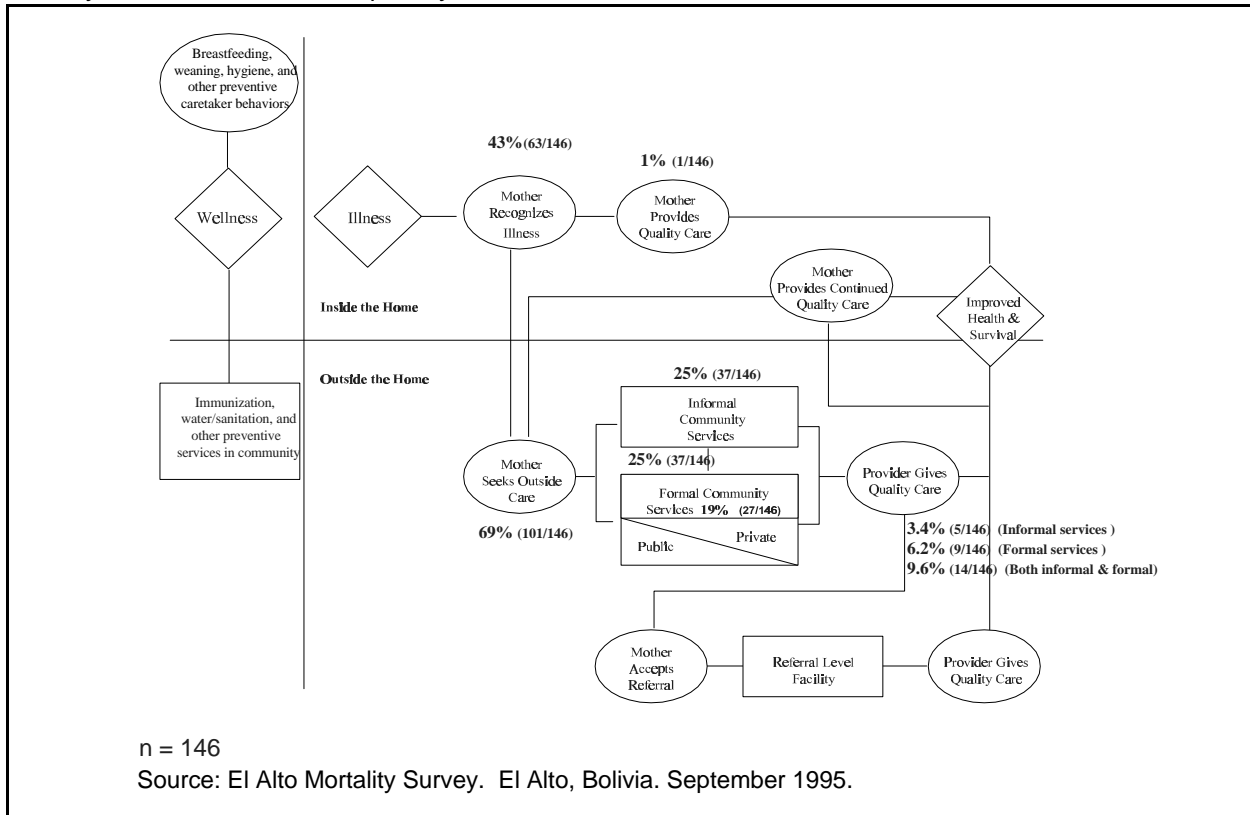 Breastfeeding,
weaning, hygiene, and
other preventive
caretaker behaviors
43% (63/146)
1% (1/146)
Wellness
Illness
Mother
Recognizes
Illness
Mother
Provides
Quality Care
Mother
Provides Continued
Quality Care
Improved
Health &
Survival
Inside the Home
Outside the Home
Immunization,
water/sanitation, and
other preventive
services in community
25% (37/146)
Informal
Community
Services
25% (37/146)
Mother
Seeks Outside
Care
69% (101/146)
Formal Community
Services 19% (27/146)
Public
Private
Provider Gives
Quality Care
3.4% (5/146) (Informal services )
6.2% (9/146) (Formal services )
9.6% (14/146) (Both informal & formal)
Mother
Accepts
Referral
Referral Level
Facility
Provider Gives
Quality Care
n = 146
Source: El Alto Mortality Survey. El Alto, Bolivia. September 1995.